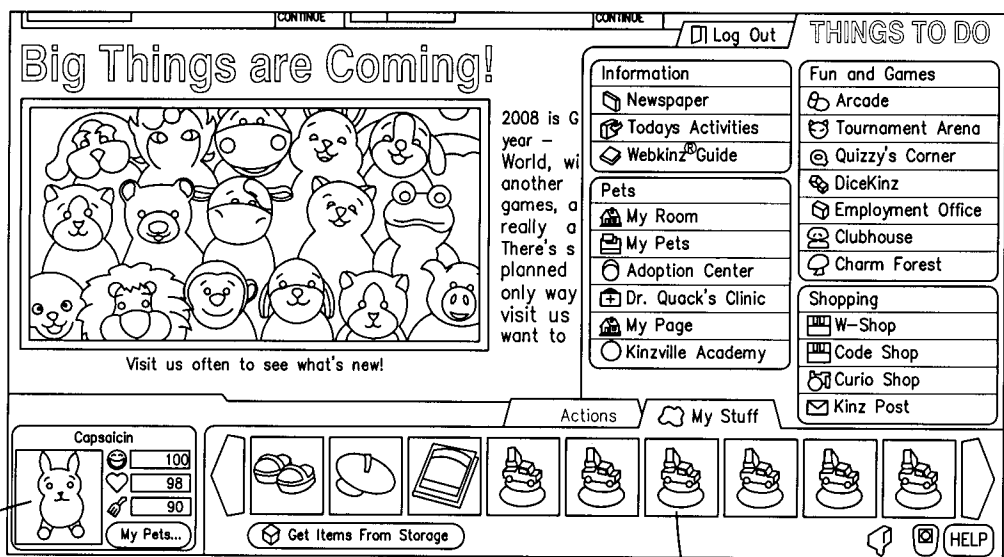 CONTINUE
CONTINUE
Log Out
THINGS TO DO
Big Things are Coming!
2008 is G
year —
World, wi
another
games, a
really a
There's s
planned
only way
visit us
want to
Visit us often to see what's new!
Information
Newspaper
Todays Activities
Webkinz® Guide
Pets
My Room
My Pets
Adoption Center
Dr. Quack's Clinic
My Page
Kinzville Academy
Fun and Games
Arcade
Tournament Arena
Quizzy's Corner
DiceKinz
Employment Office
Clubhouse
Charm Forest
Shopping
W-Shop
Code Shop
Curio Shop
Kinz Post
Actions
My Stuff
Capsaicin
100
98
90
My Pets...
Get Items From Storage
HELP